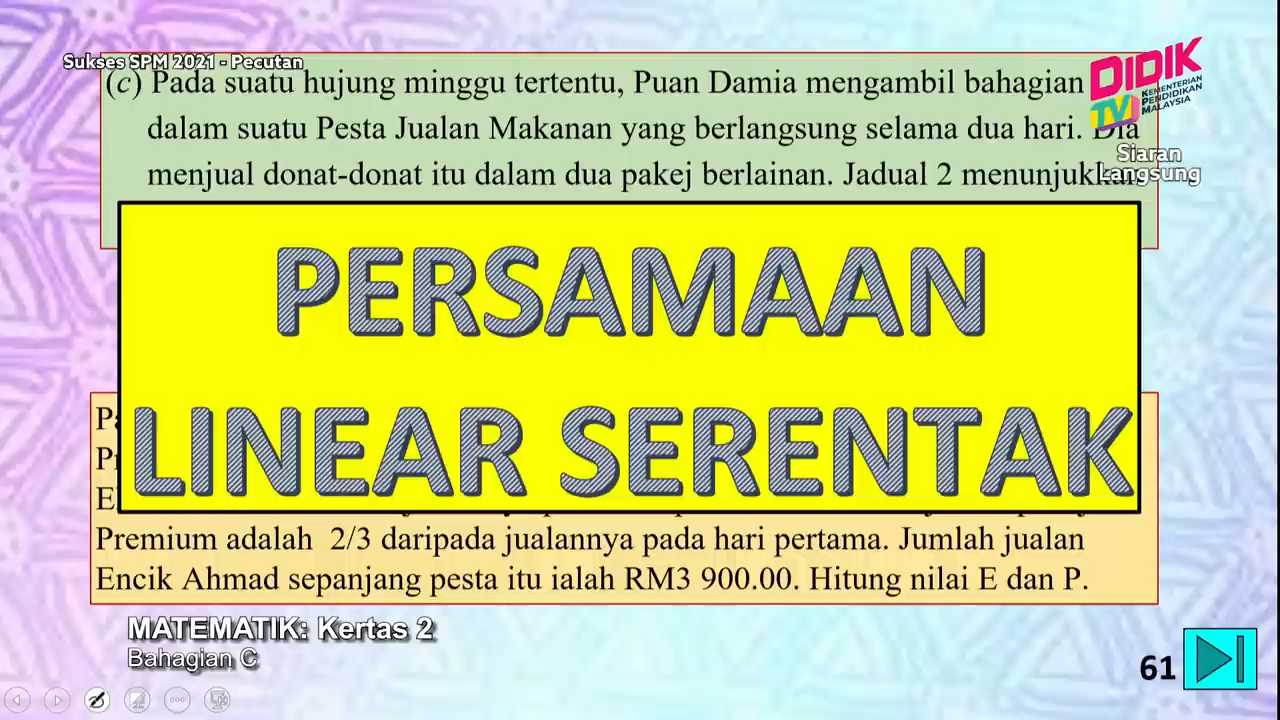 Sukses SPM 2021 - Pecutan
DIDIK
TV
KEMENTERIAN
PENDIDIKAN
MALAYSIA
Siaran
Langsung
(c) Pada suatu hujung minggu tertentu, Puan Damia mengambil bahagian
dalam suatu Pesta Jualan Makanan yang berlangsung selama dua hari. Dia
menjual donat-donat itu dalam dua pakej berlainan. Jadual 2 menunjukkan
PERSAMAAN
LINEAR SERENTAK
Premium adalah 2/3 daripada jualannya pada hari pertama. Jumlah jualan
Encik Ahmad sepanjang pesta itu ialah RM3 900.00. Hitung nilai E dan P.
MATEMATIK: Kertas 2
Bahagian C
61